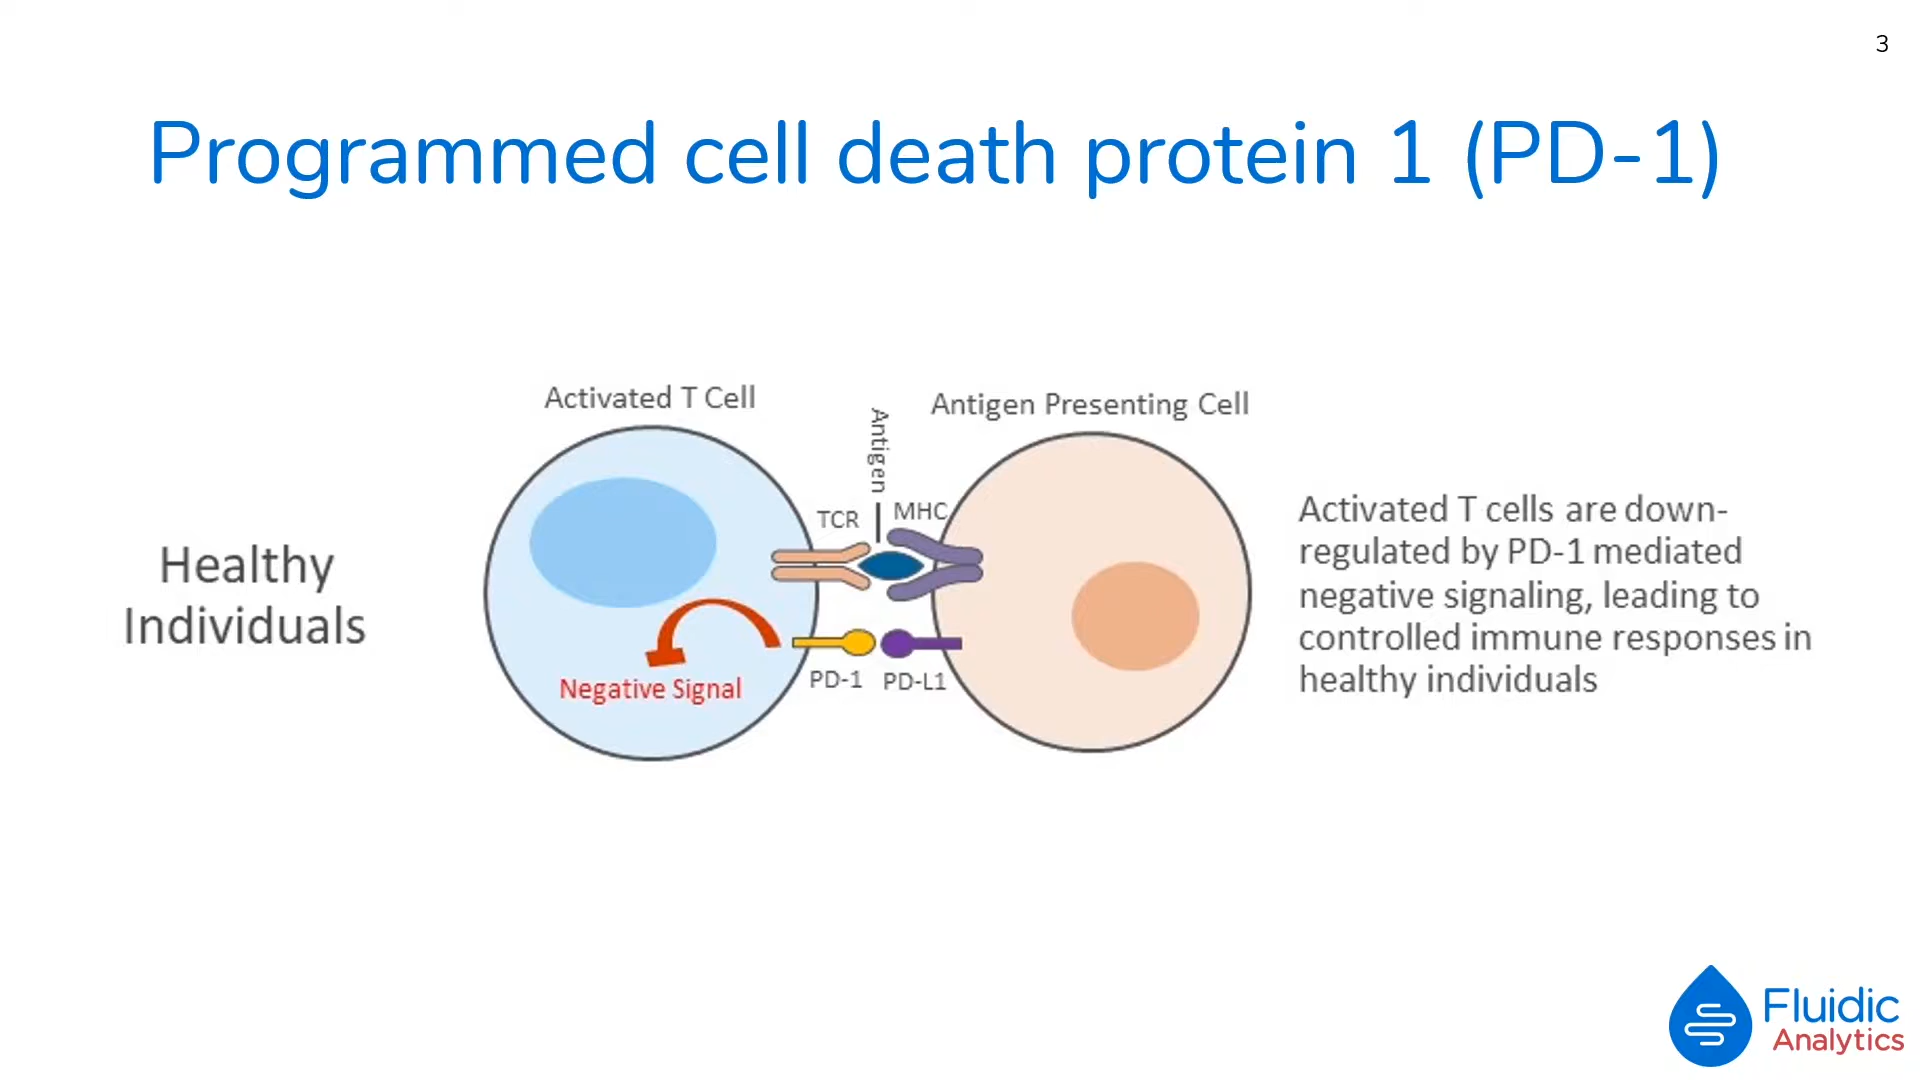 3
Programmed cell death protein 1 (PD-1)
Healthy
Individuals
Activated T Cell
Antigen
Antigen Presenting Cell
TCR
MHC
Negative Signal
PD-1
PD-L1
Activated T cells are down-
regulated by PD-1 mediated
negative signaling, leading to
controlled immune responses in
healthy individuals
Fluidic
Analytics